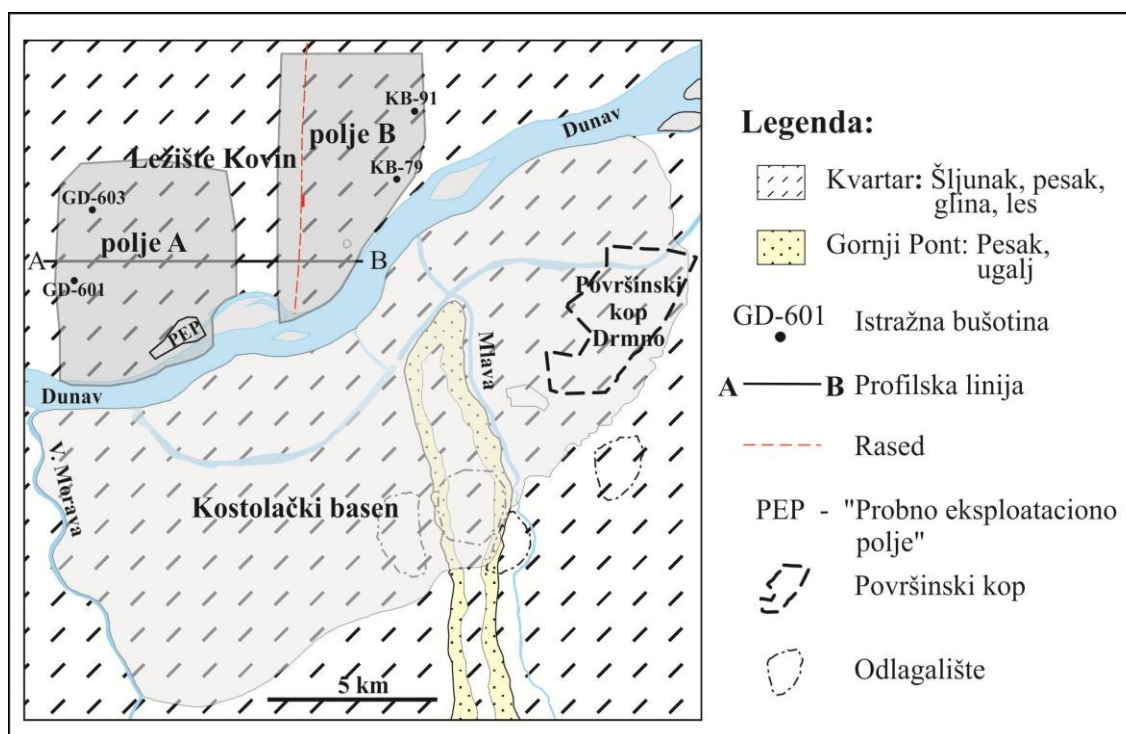 KB-91
Dunav
polje B
Ležište Kovin
KB-79
GD-603
polje A
A
B
GD-601
PEP
Površinski
kop
Drmno
Mlava
Dunav
V. Morava
Kostolački basen
5 km
Legenda:
Kvartar: Šljunak, pesak,
glina, les
Gornji Pont: Pesak,
ugalj
GD-601
Istražna bušotina
A
B
Profilska linija
Rased
PEP - "Probno eksploataciono
polje"
Površinski kop
Odlagalište